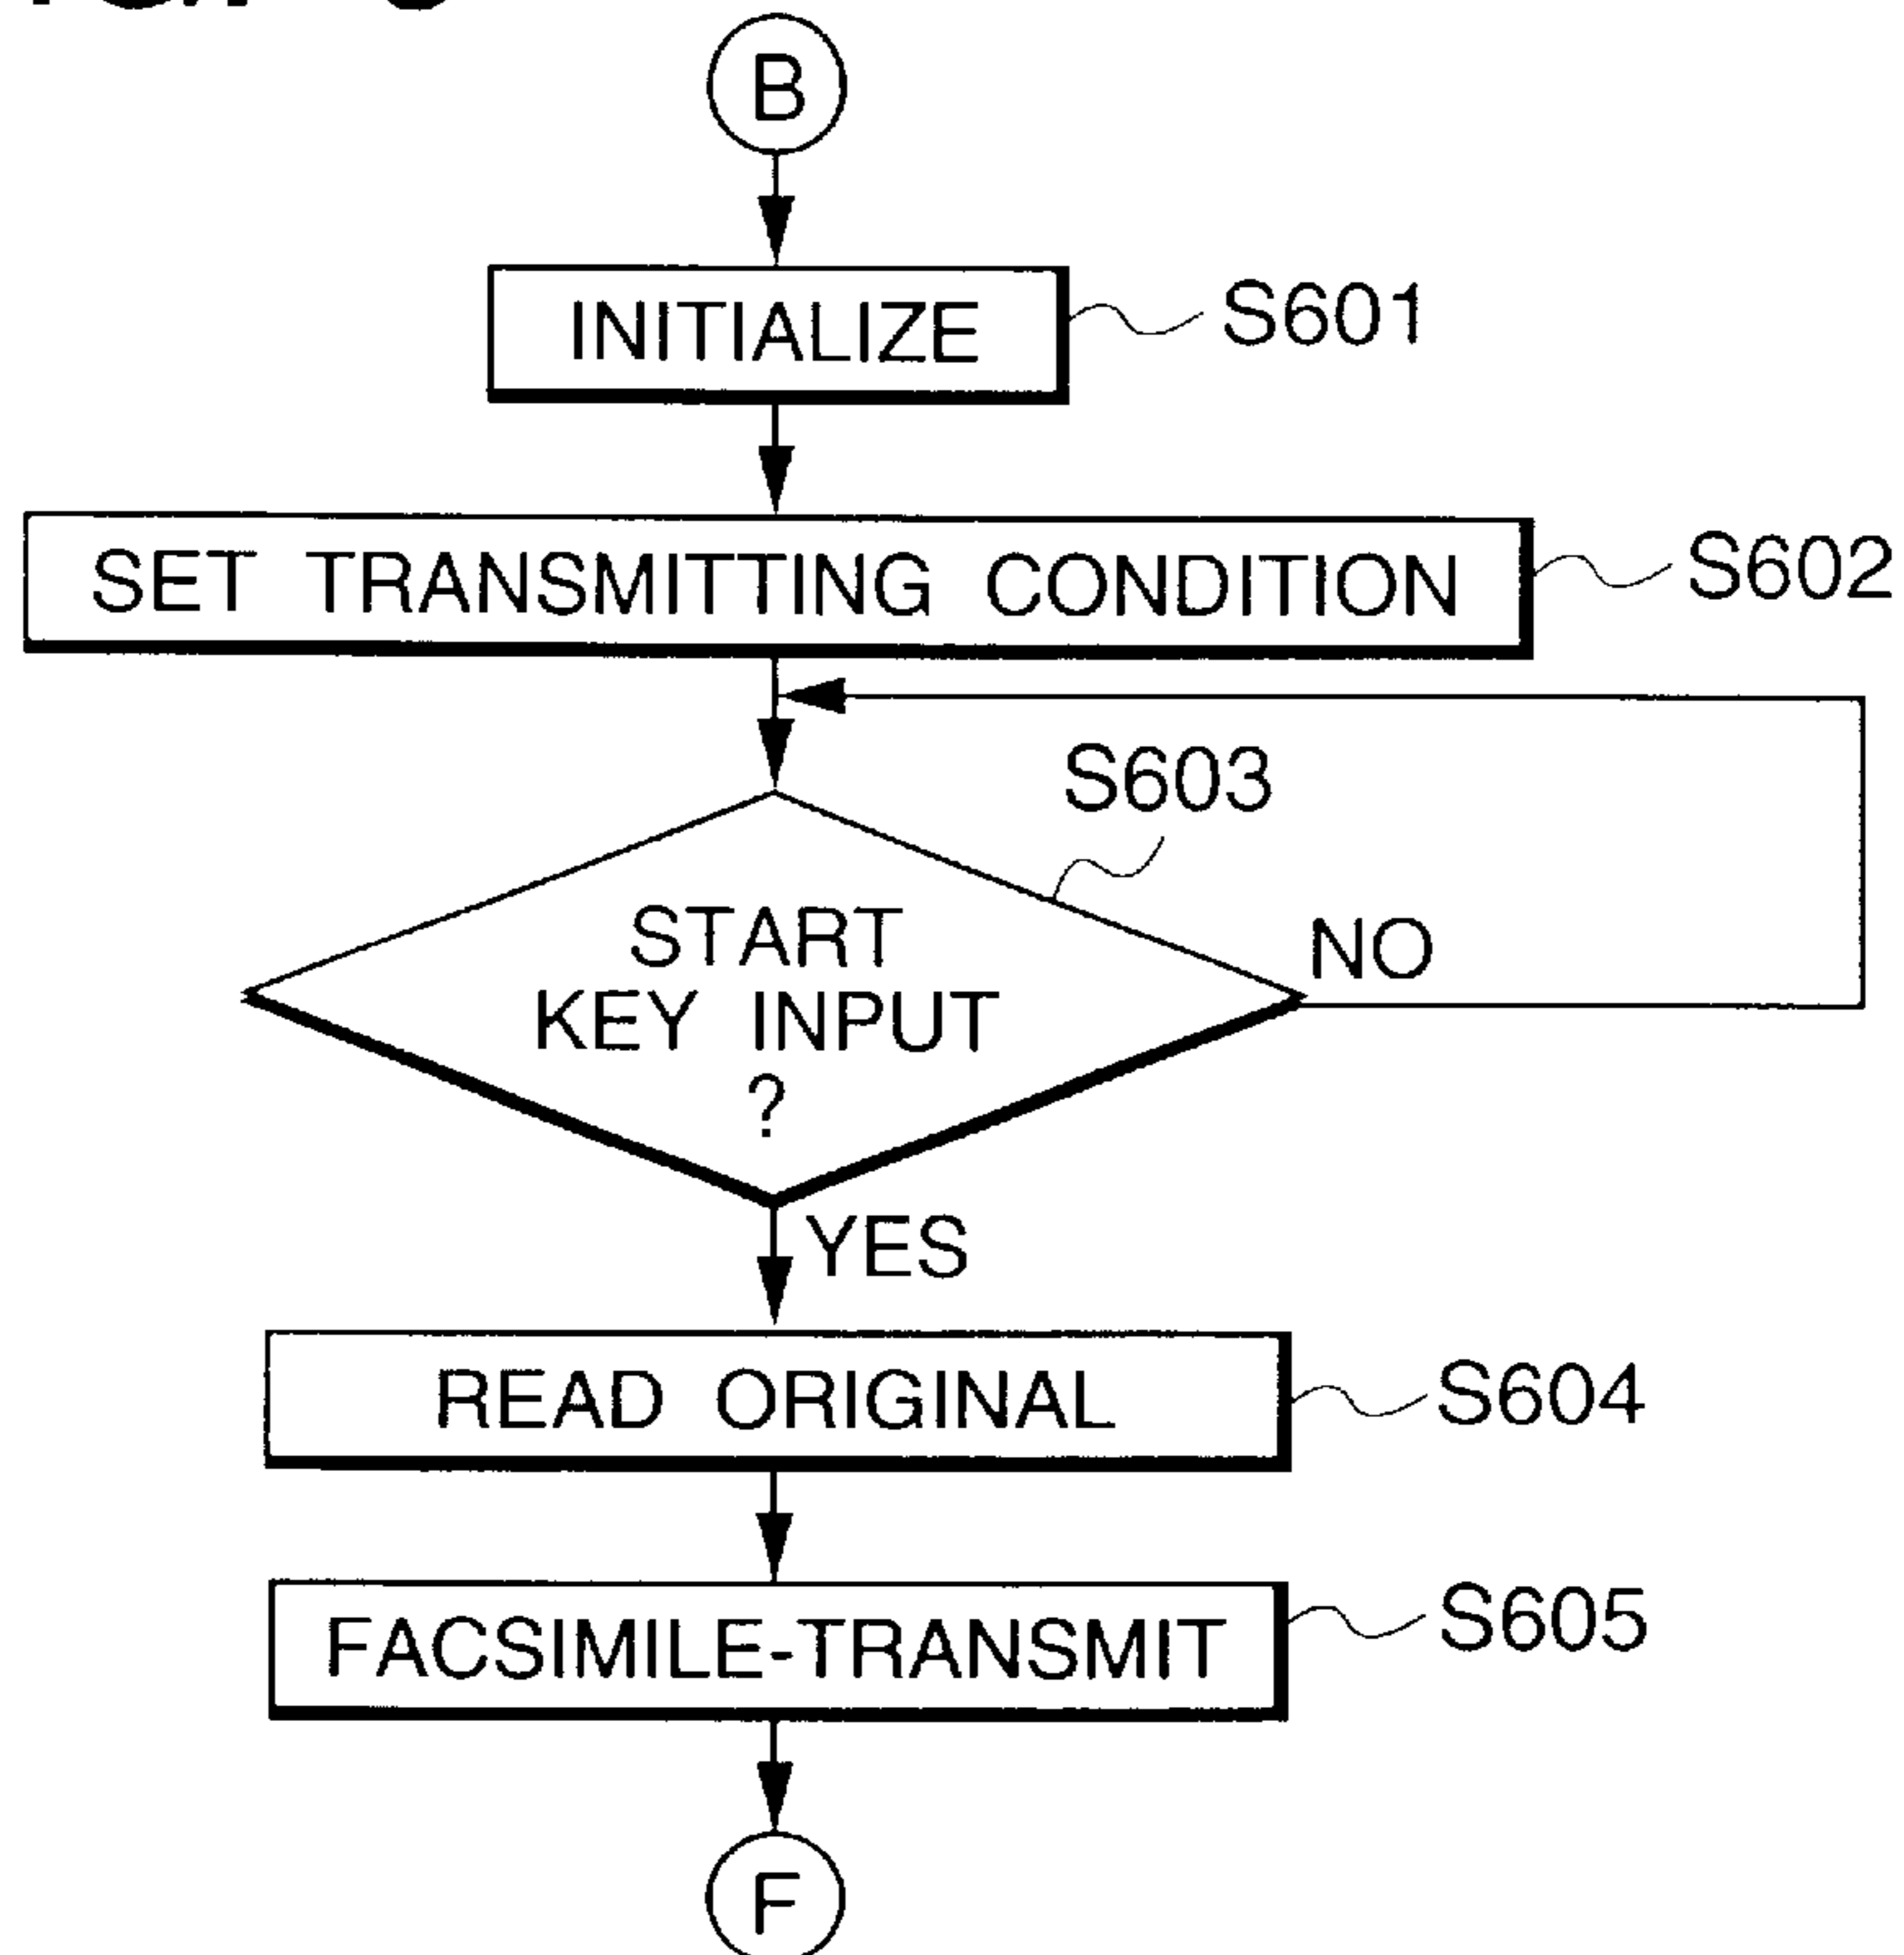 B
INITIALIZE
S601
SET TRANSMITTING CONDITION
S602
S603
START
KEY INPUT
?
NO
YES
READ ORIGINAL
S604
FACSIMILE-TRANSMIT
S605
F